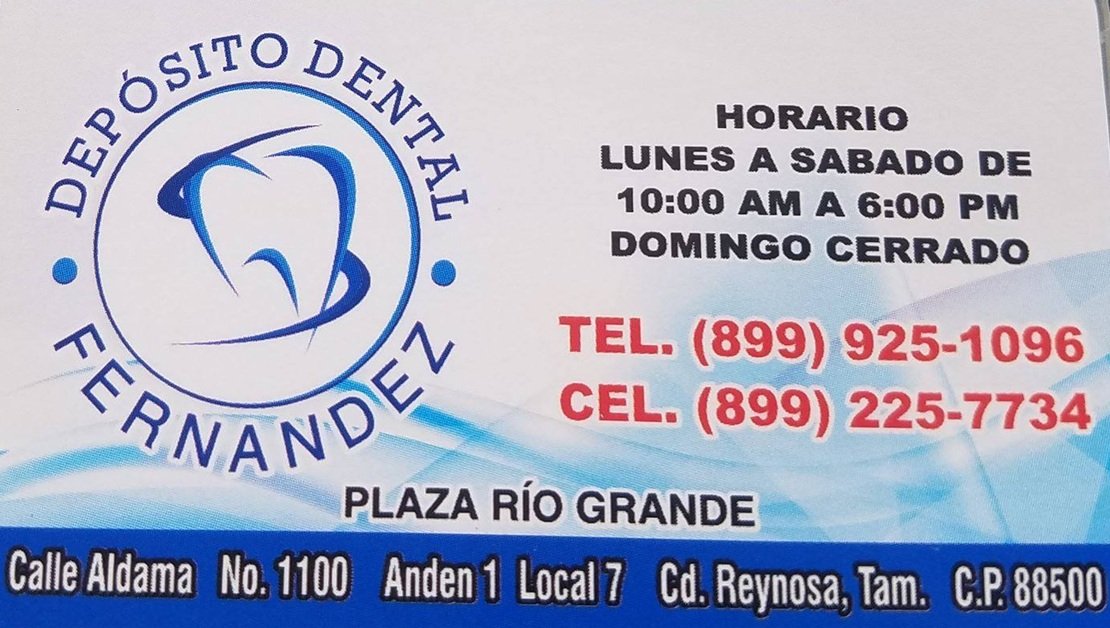 DEPÓSITO DENTAL
FERNANDEZ
HORARIO
LUNES A SABADO DE
10:00 AM A 6:00 PM
DOMINGO CERRADO
TEL. (899) 925-1096
CEL. (899) 225-7734
PLAZA RÍO GRANDE
Calle Aldama No. 1100 Anden 1 Local 7 Cd. Reynosa, Tam. C.P. 88500